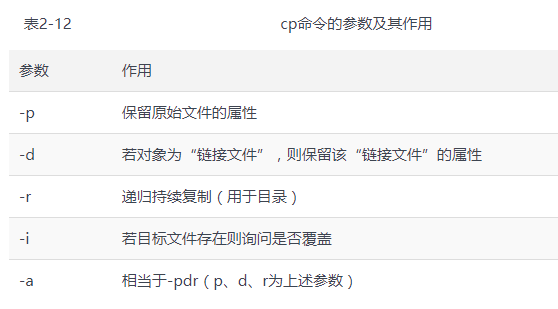 表2-12 cp命令的参数及其作用
参数 作用
-p 保留原始文件的属性
-d 若对象为“链接文件”，则保留该“链接文件”的属性
-r 递归持续复制（用于目录）
-i 若目标文件存在则询问是否覆盖
-a 相当于-pdr（p、d、r为上述参数）